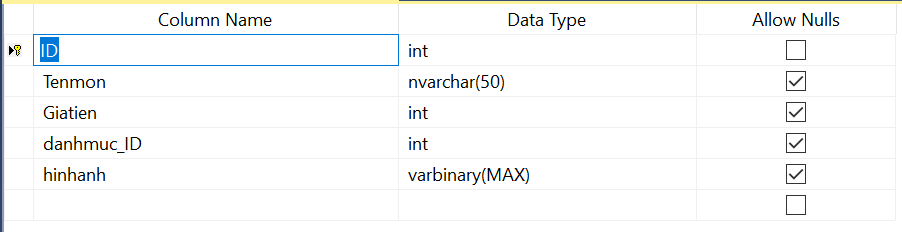 Column Name Data Type Allow Nulls
ID int
Tenmon nvarchar(50)
Giatien int
danhmuc_ID int
hinhanh varbinary(MAX)